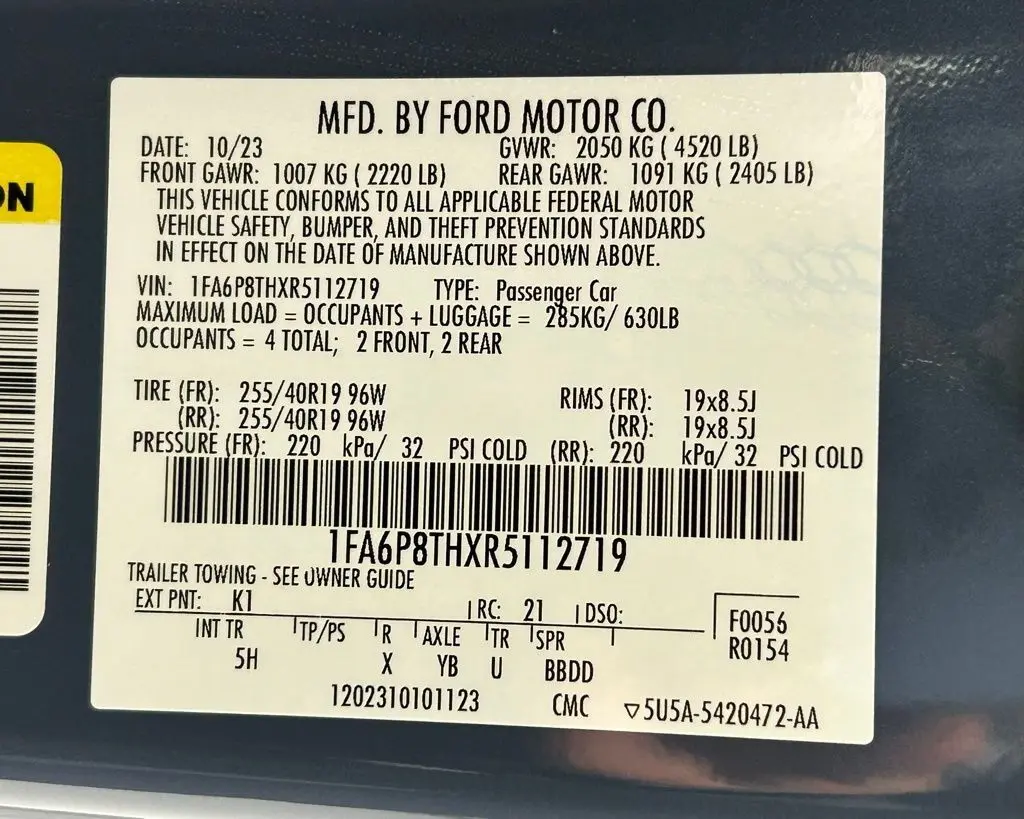 MFD. BY FORD MOTOR CO.
DATE: 10/23 GVWR: 2050 KG ( 4520 LB)
FRONT GAWR: 1007 KG ( 2220 LB) REAR GAWR: 1091 KG ( 2405 LB)
THIS VEHICLE CONFORMS TO ALL APPLICABLE FEDERAL MOTOR
VEHICLE SAFETY, BUMPER, AND THEFT PREVENTION STANDARDS
IN EFFECT ON THE DATE OF MANUFACTURE SHOWN ABOVE.
VIN: 1FA6P8THXR5112719 TYPE: Passenger Car
MAXIMUM LOAD = OCCUPANTS + LUGGAGE = 285KG/ 630LB
OCCUPANTS = 4 TOTAL; 2 FRONT, 2 REAR
TIRE (FR): 255/40R19 96W RIMS (FR): 19x8.5J
(RR): 255/40R19 96W (RR): 19x8.5J
PRESSURE (FR): 220 kPa/ 32 PSI COLD (RR): 220 kPa/ 32 PSI COLD
1FA6P8THXR5112719
TRAILER TOWING - SEE OWNER GUIDE
EXT PNT: K1 RC: 21 DSO:
F0056
INT TR TP/PS R AXLE TR SPR
R0154
5H X YB U BBDD
1202310101123 CMC ▽5U5A-5420472-AA
ON